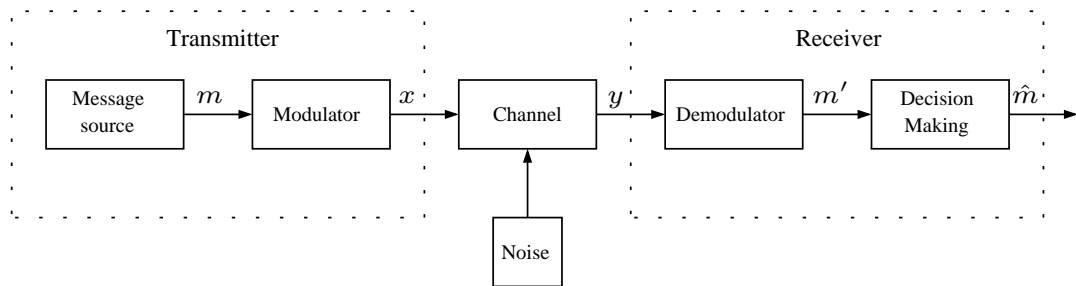 Transmitter
Receiver
Message
source
m
Modulator
x
Channel
y
Demodulator
m′
Decision
Making
m̂
Noise